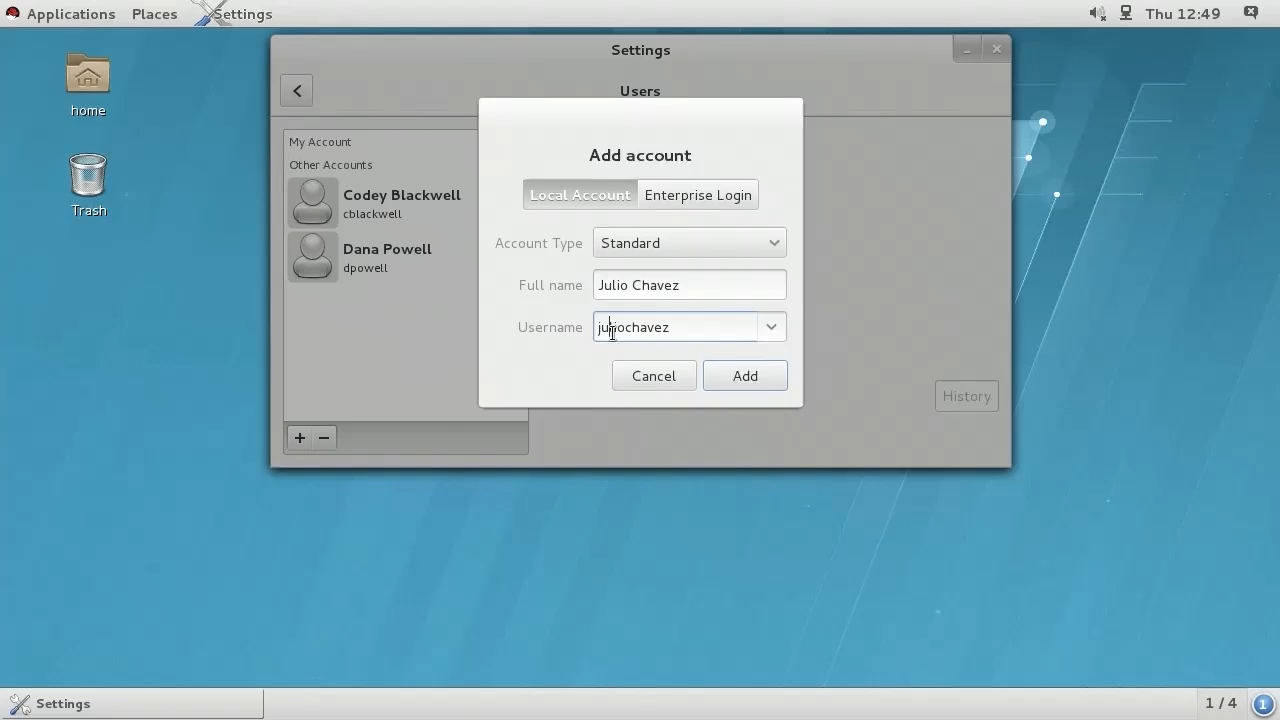 Applications Places Settings Thu 12:49
home
Trash
Settings
Users
My Account
Other Accounts
Codey Blackwell
cblackwell
Dana Powell
dpowell
Add account
Local Account Enterprise Login
Account Type Standard
Full name Julio Chavez
Username juliochavez
Cancel Add
History
+ −
Settings 1 / 4 1